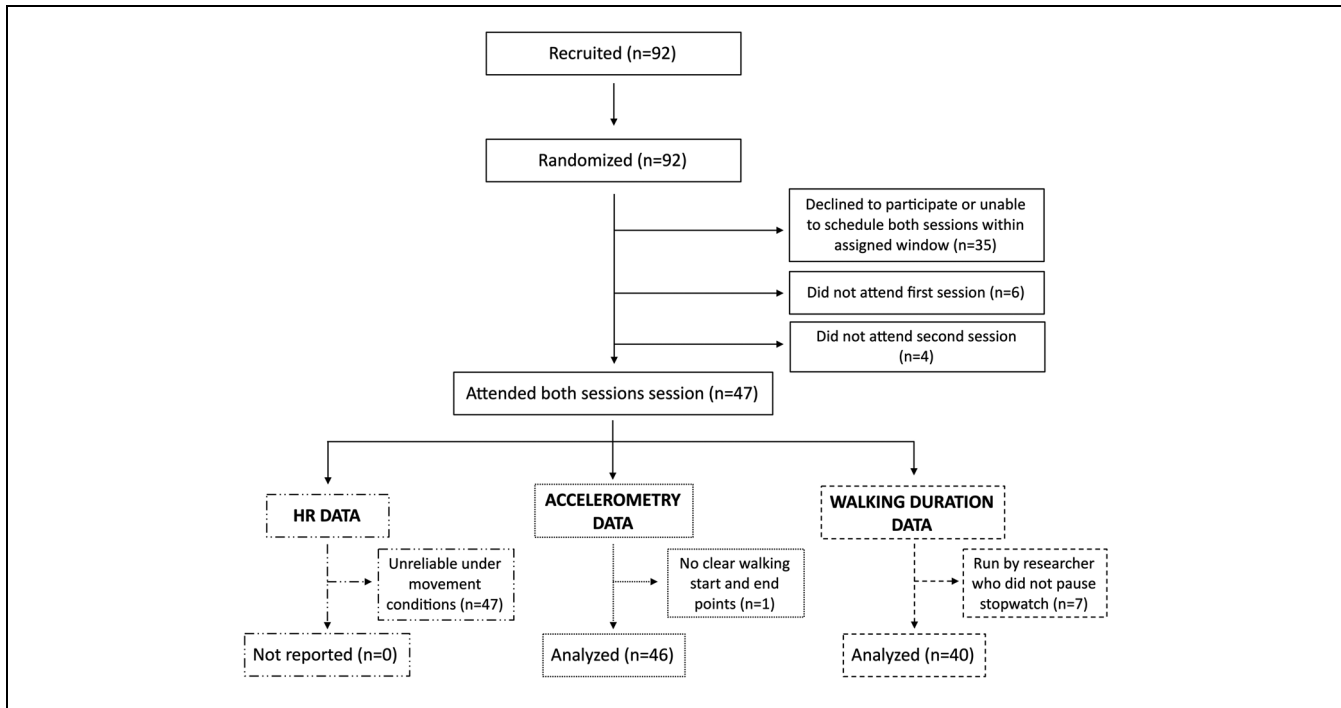 Recruited (n=92)
Randomized (n=92)
Declined to participate or unable
to schedule both sessions within
assigned window (n=35)
Did not attend first session (n=6)
Did not attend second session
(n=4)
Attended both sessions session (n=47)
HR DATA
Unreliable under
movement
conditions (n=47)
Not reported (n=0)
ACCELEROMETRY
DATA
No clear walking
start and end
points (n=1)
Analyzed (n=46)
WALKING DURATION
DATA
Run by researcher
who did not pause
stopwatch (n=7)
Analyzed (n=40)